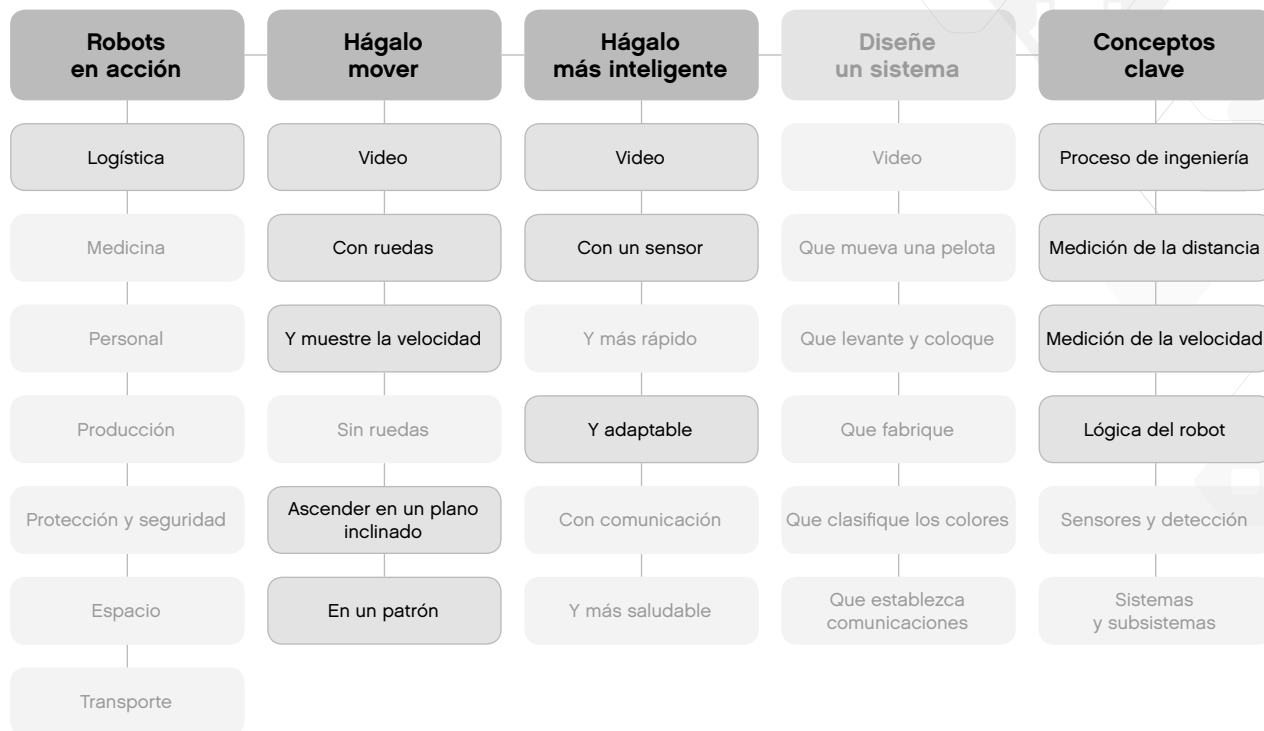 Robots
en acción
Hágalo
mover
Hágalo
más inteligente
Diseñe
un sistema
Conceptos
clave
Logística
Video
Video
Video
Proceso de ingeniería
Medicina
Con ruedas
Con un sensor
Que mueva una pelota
Medición de la distancia
Personal
Y muestre la velocidad
Y más rápido
Que levante y coloque
Medición de la velocidad
Producción
Sin ruedas
Y adaptable
Que fabrique
Lógica del robot
Protección y seguridad
Ascender en un plano
inclinado
Con comunicación
Que clasifique los colores
Sensores y detección
Espacio
En un patrón
Y más saludable
Que establezca
comunicaciones
Sistemas
y subsistemas
Transporte